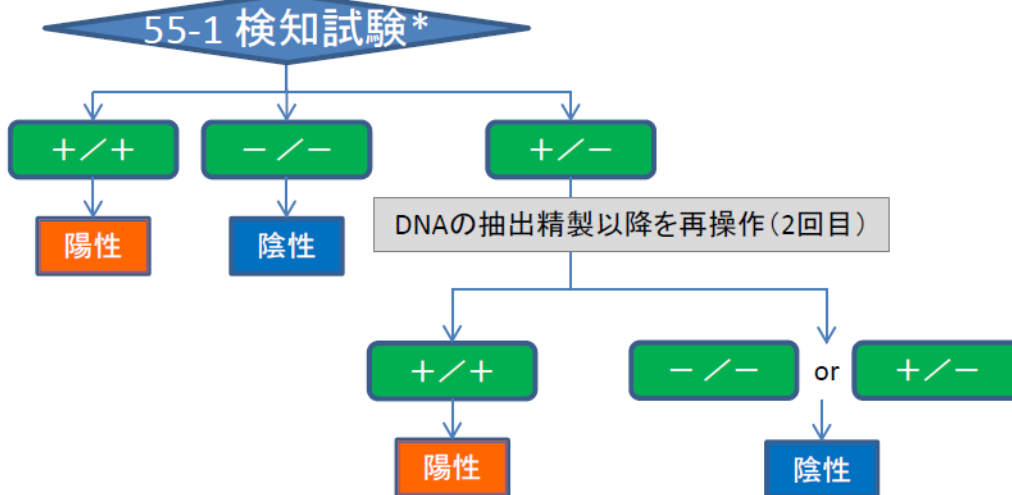 55-1 検知試験*
＋／＋
－／－
＋／－
陽性
陰性
DNAの抽出精製以降を再操作(2回目)
＋／＋
－／－
or
＋／－
陽性
陰性